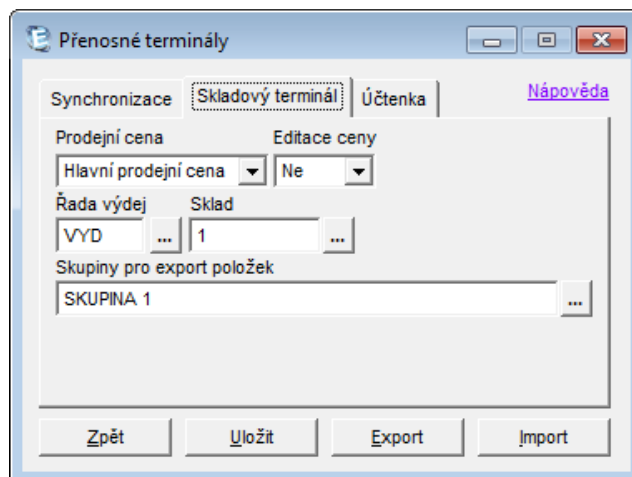 Přenosné terminály
Synchronizace Skladový terminál Účtenka Nápověda
Prodejní cena Editace ceny
Hlavní prodejní cena Ne
Řada výdej Sklad
VYD ... 1 ...
Skupiny pro export položek
SKUPINA 1 ...
Zpět Uložit Export Import